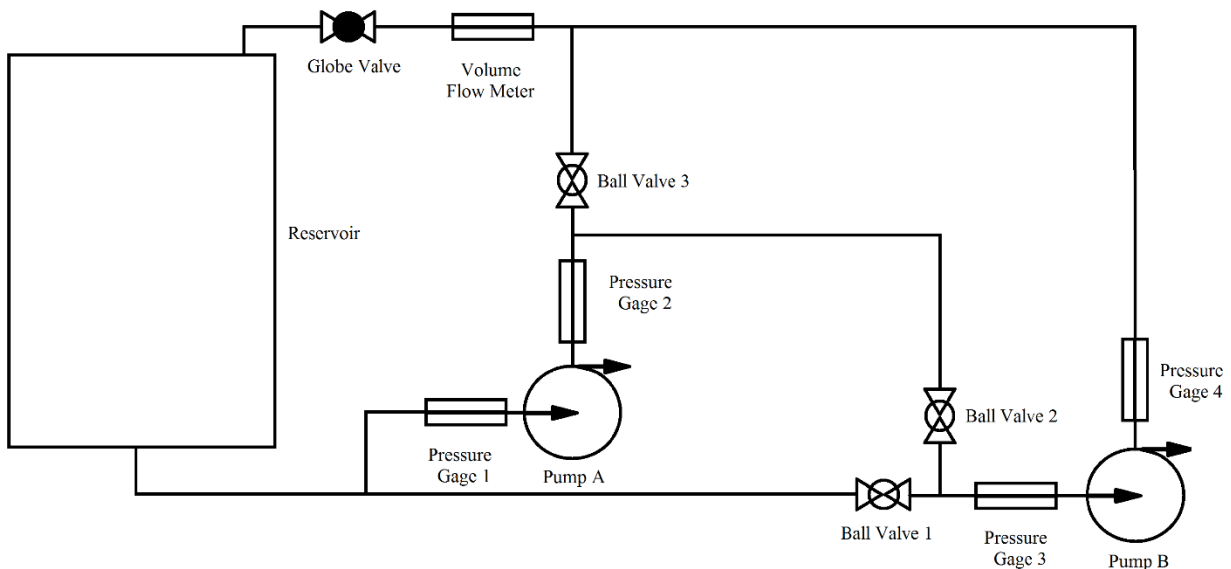 Globe Valve
Volume
Flow Meter
Ball Valve 3
Reservoir
Pressure
Gage 2
Pressure
Gage 4
Ball Valve 2
Pressure
Gage 1
Pump A
Ball Valve 1
Pressure
Gage 3
Pump B